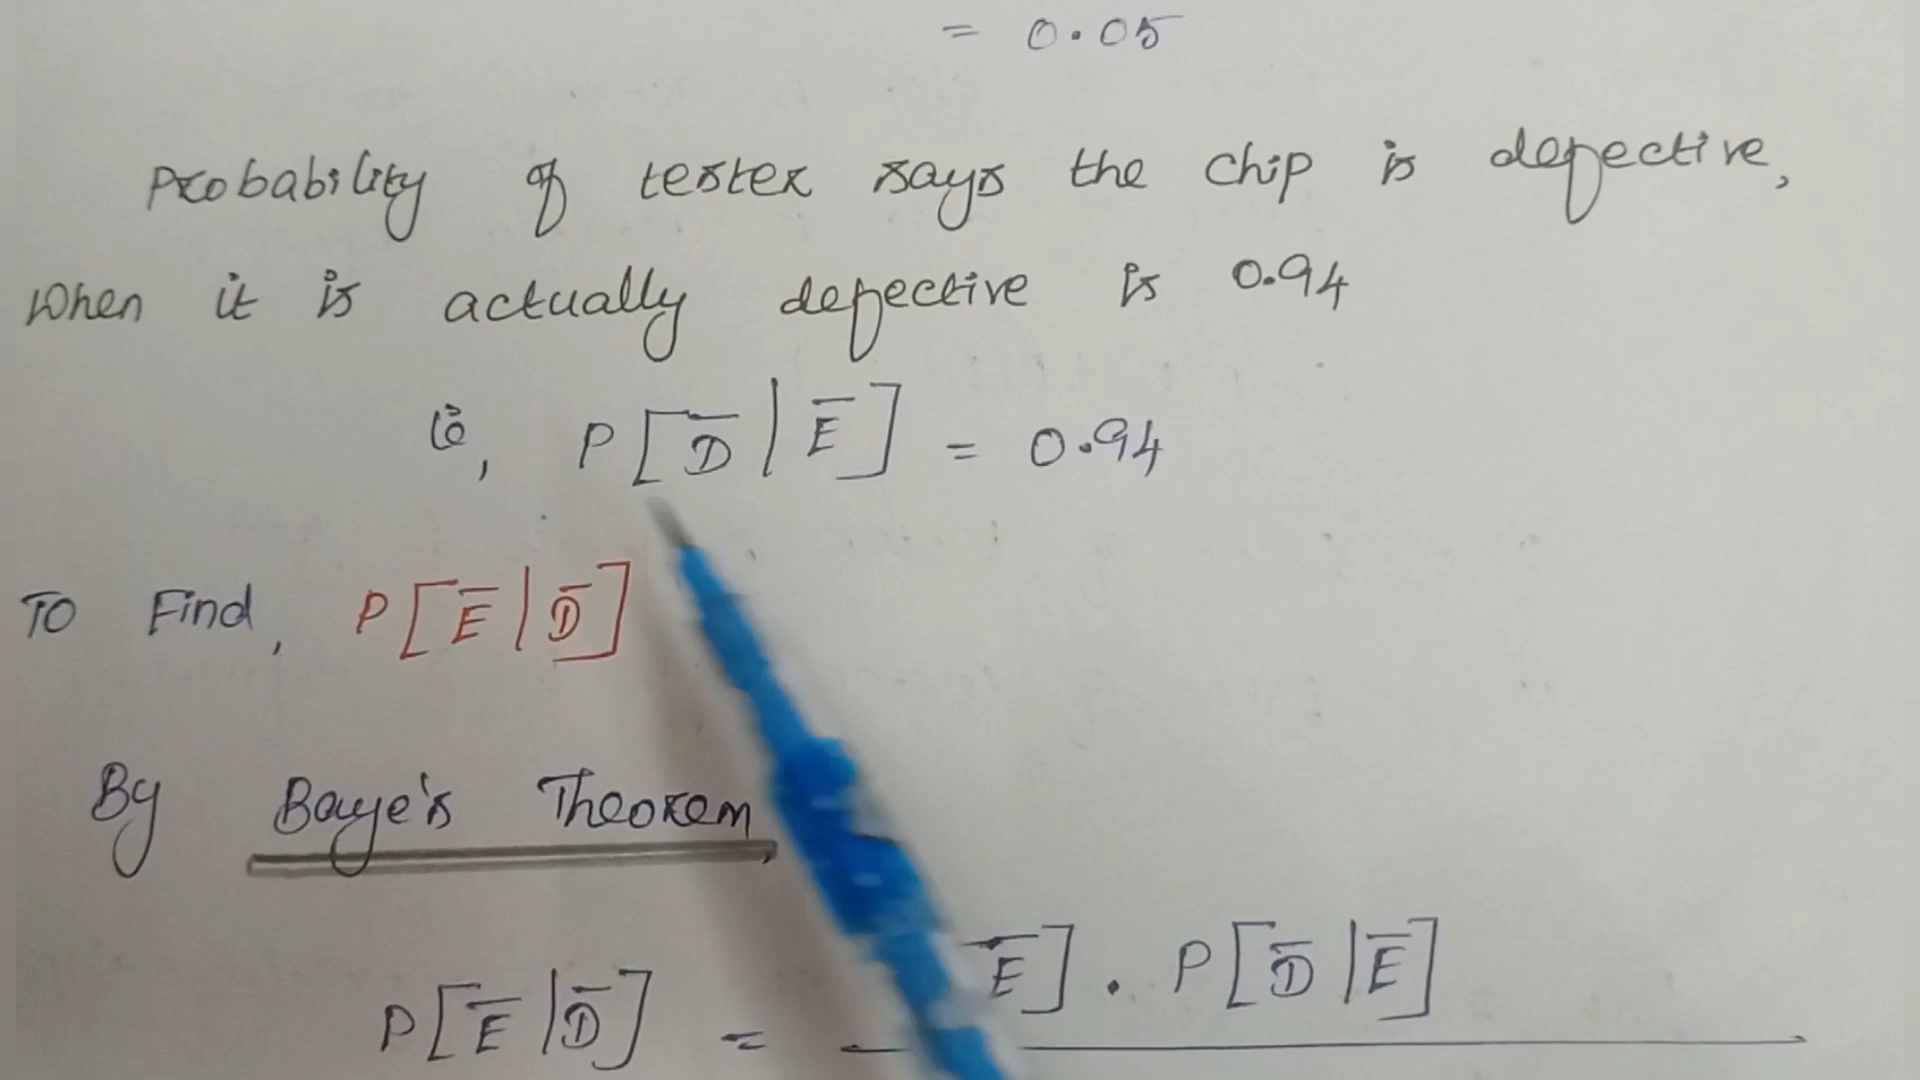 = 0.05
Probability of tester says the chip is defective,
when it is actually defective is 0.94
ie, P[D̅ | E̅] = 0.94
To Find, P[E̅ | D̅]
By Baye's Theorem,
E̅] . P[D̅ | E̅]
P[E̅ | D̅] =